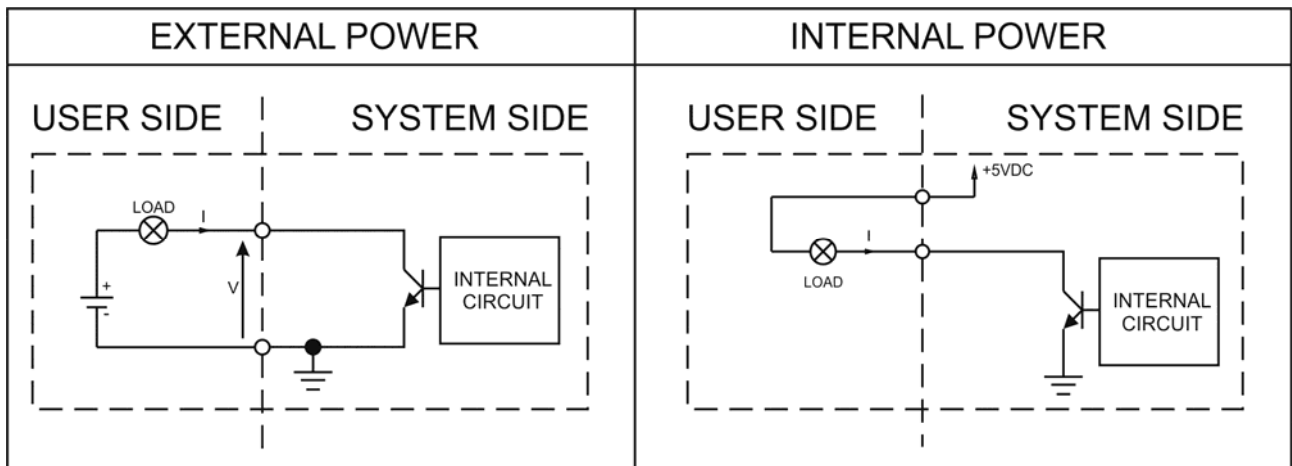 EXTERNAL POWER
USER SIDE
SYSTEM SIDE
LOAD
I
+
-
V
INTERNAL
CIRCUIT
INTERNAL POWER
USER SIDE
SYSTEM SIDE
+5VDC
I
LOAD
INTERNAL
CIRCUIT